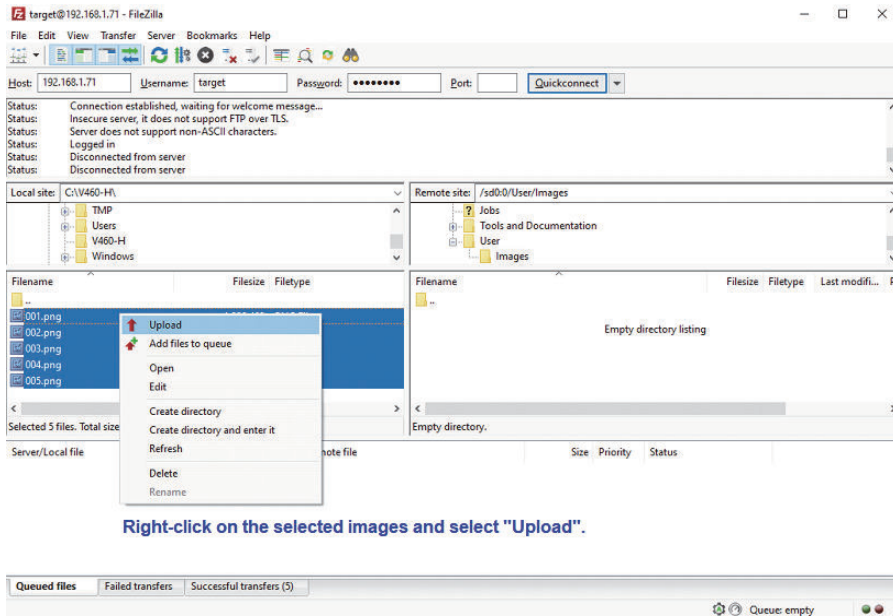 target@192.168.1.71 - FileZilla
File Edit View Transfer Server Bookmarks Help
Host: 192.168.1.71 Username: target Password: ●●●●●●●● Port: Quickconnect
Status: Connection established, waiting for welcome message...
Status: Insecure server, it does not support FTP over TLS.
Status: Server does not support non-ASCII characters.
Status: Logged in
Status: Disconnected from server
Status: Disconnected from server
Local site: C:\V460-H\
TMP
Users
V460-H
Windows
Remote site: /sd0:0/User/Images
? Jobs
Tools and Documentation
User
Images
Filename Filesize Filetype
..
001.png
002.png
003.png
004.png
005.png
Selected 5 files. Total size
Upload
Add files to queue
Open
Edit
Create directory
Create directory and enter it
Refresh
Delete
Rename
Filename Filesize Filetype Last modifi...
..
Empty directory listing
Empty directory.
Server/Local file note file Size Priority Status
Right-click on the selected images and select "Upload".
Queued files Failed transfers Successful transfers (5)
Queue: empty